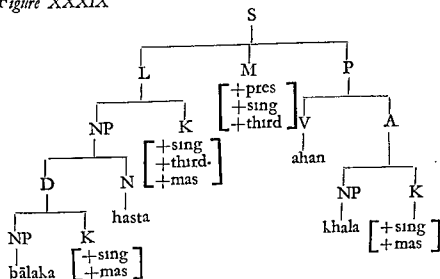 Figure XXXIX
S
L M P
+pres
+sing
+third
NP K V A
+sing
+third
+mas
ahan
D N NP K
hasta khala
+sing
+mas
NP K
bālaka
+sing
+mas